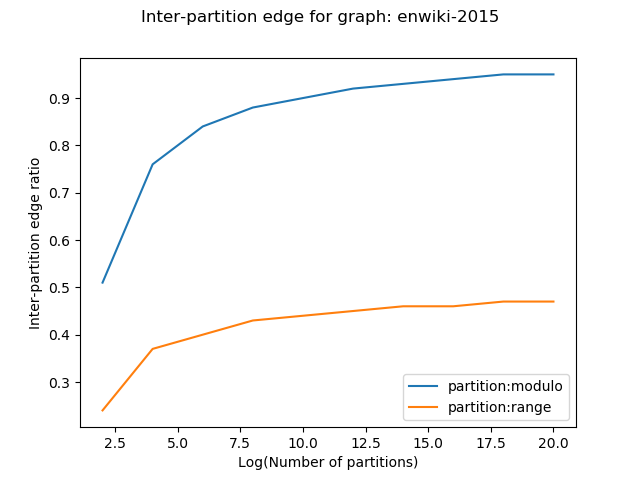 Inter-partition edge for graph: enwiki-2015
Inter-partition edge ratio
0.9
0.8
0.7
0.6
0.5
0.4
0.3
partition:modulo
partition:range
2.5 5.0 7.5 10.0 12.5 15.0 17.5 20.0
Log(Number of partitions)